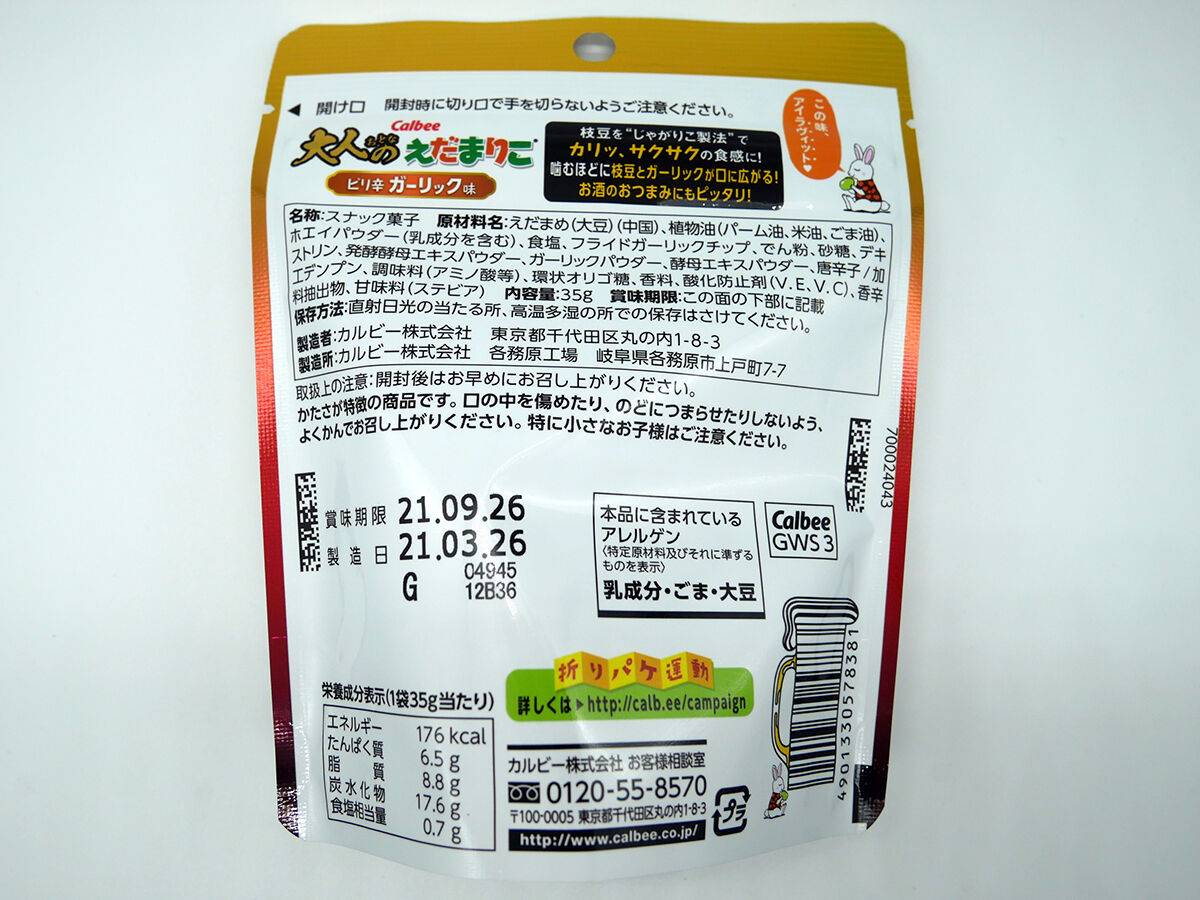 ◀ 開け口 開封時に切り口で手を切らないようご注意ください。
Calbee
大人の
おとな
えだまりこ
ピリ辛 ガーリック味
枝豆を"じゃがりこ製法"で
カリッ、サクサクの食感に!
噛むほどに枝豆とガーリックが口に広がる!
お酒のおつまみにもピッタリ!
この味、
アイラヴィット♥
名称:スナック菓子 原材料名:えだまめ(大豆)(中国)、植物油(パーム油、米油、ごま油)、
ホエイパウダー(乳成分を含む)、食塩、フライドガーリックチップ、でん粉、砂糖、デキ
ストリン、発酵酵母エキスパウダー、ガーリックパウダー、酵母エキスパウダー、唐辛子/加
工デンプン、調味料(アミノ酸等)、環状オリゴ糖、香料、酸化防止剤(V.E、V.C)、香辛
料抽出物、甘味料(ステビア) 内容量:35g 賞味期限:この面の下部に記載
保存方法:直射日光の当たる所、高温多湿の所での保存はさけてください。
製造者:カルビー株式会社 東京都千代田区丸の内1-8-3
製造所:カルビー株式会社 各務原工場 岐阜県各務原市上戸町7-7
取扱上の注意:開封後はお早めにお召し上がりください。
かたさが特徴の商品です。口の中を傷めたり、のどにつまらせたりしないよう、
よくかんでお召し上がりください。特に小さなお子様はご注意ください。
700024043
賞味期限 21.09.26
製造日 21.03.26
G 04945
12B36
本品に含まれている
アレルゲン
〈特定原材料及びそれに準ずる
ものを表示〉
乳成分・ごま・大豆
Calbee
GWS 3
折りパケ運動
詳しくは▶http://calb.ee/campaign
栄養成分表示(1袋35g当たり)
エネルギー 176 kcal
たんぱく質 6.5 g
脂質 8.8 g
炭水化物 17.6 g
食塩相当量 0.7 g
カルビー株式会社 お客様相談室
0120-55-8570
〒100-0005 東京都千代田区丸の内1-8-3
http://www.calbee.co.jp/
プラ
4901330578381